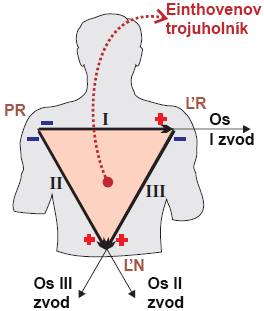 Einthovenov
trojuholník
PR
I
ĽR
Os
I zvod
II
III
ĽN
Os III
zvod
Os II
zvod